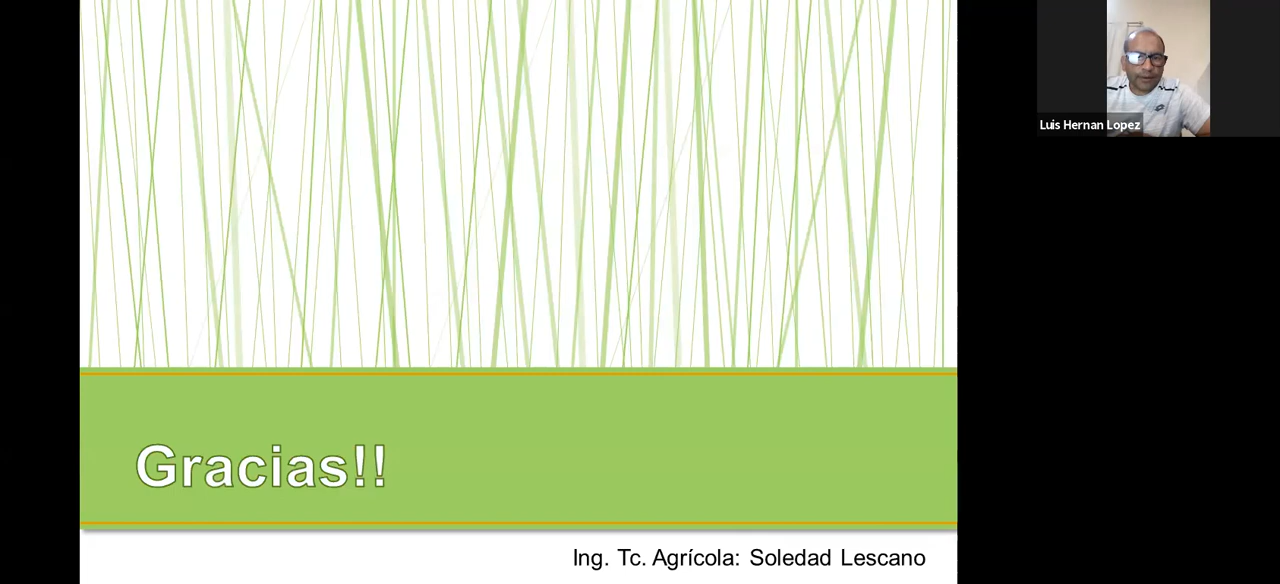 Luis Hernan Lopez
Gracias!!
Ing. Tc. Agrícola: Soledad Lescano